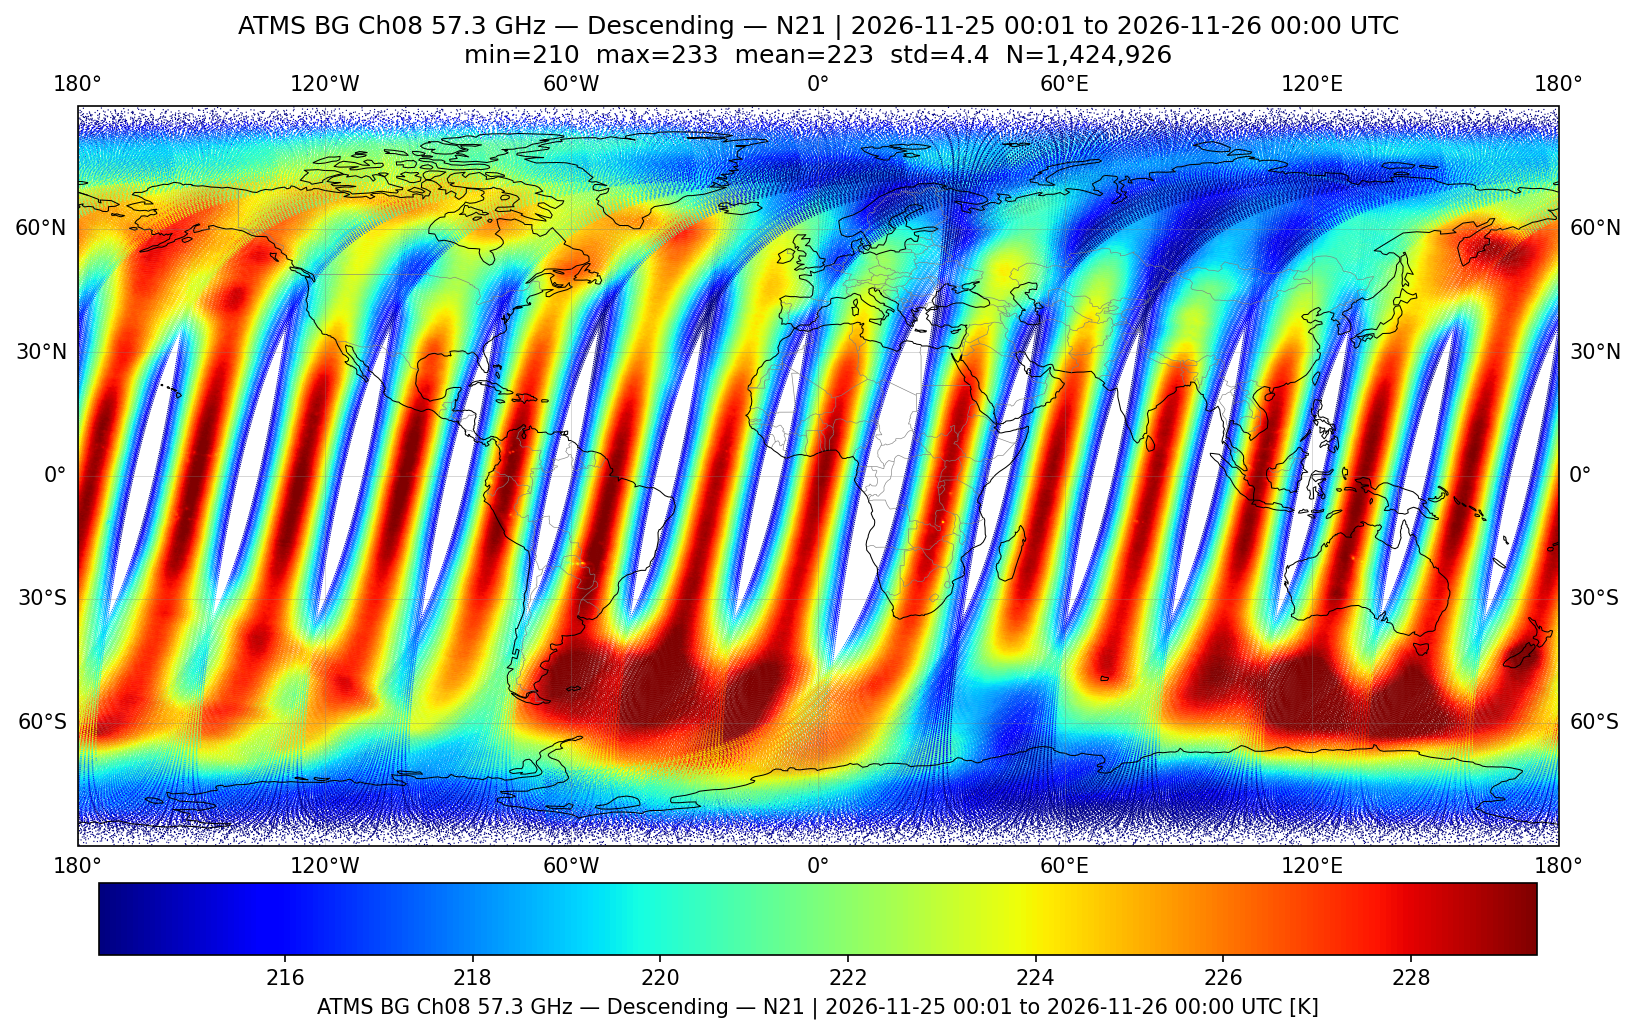 ATMS BG Ch08 57.3 GHz — Descending — N21 | 2026-11-25 00:01 to 2026-11-26 00:00 UTC
min=210 max=233 mean=223 std=4.4 N=1,424,926
180° 120°W 60°W 0° 60°E 120°E 180°
60°N 60°N
30°N 30°N
0° 0°
30°S 30°S
60°S 60°S
180° 120°W 60°W 0° 60°E 120°E 180°
216 218 220 222 224 226 228
ATMS BG Ch08 57.3 GHz — Descending — N21 | 2026-11-25 00:01 to 2026-11-26 00:00 UTC [K]